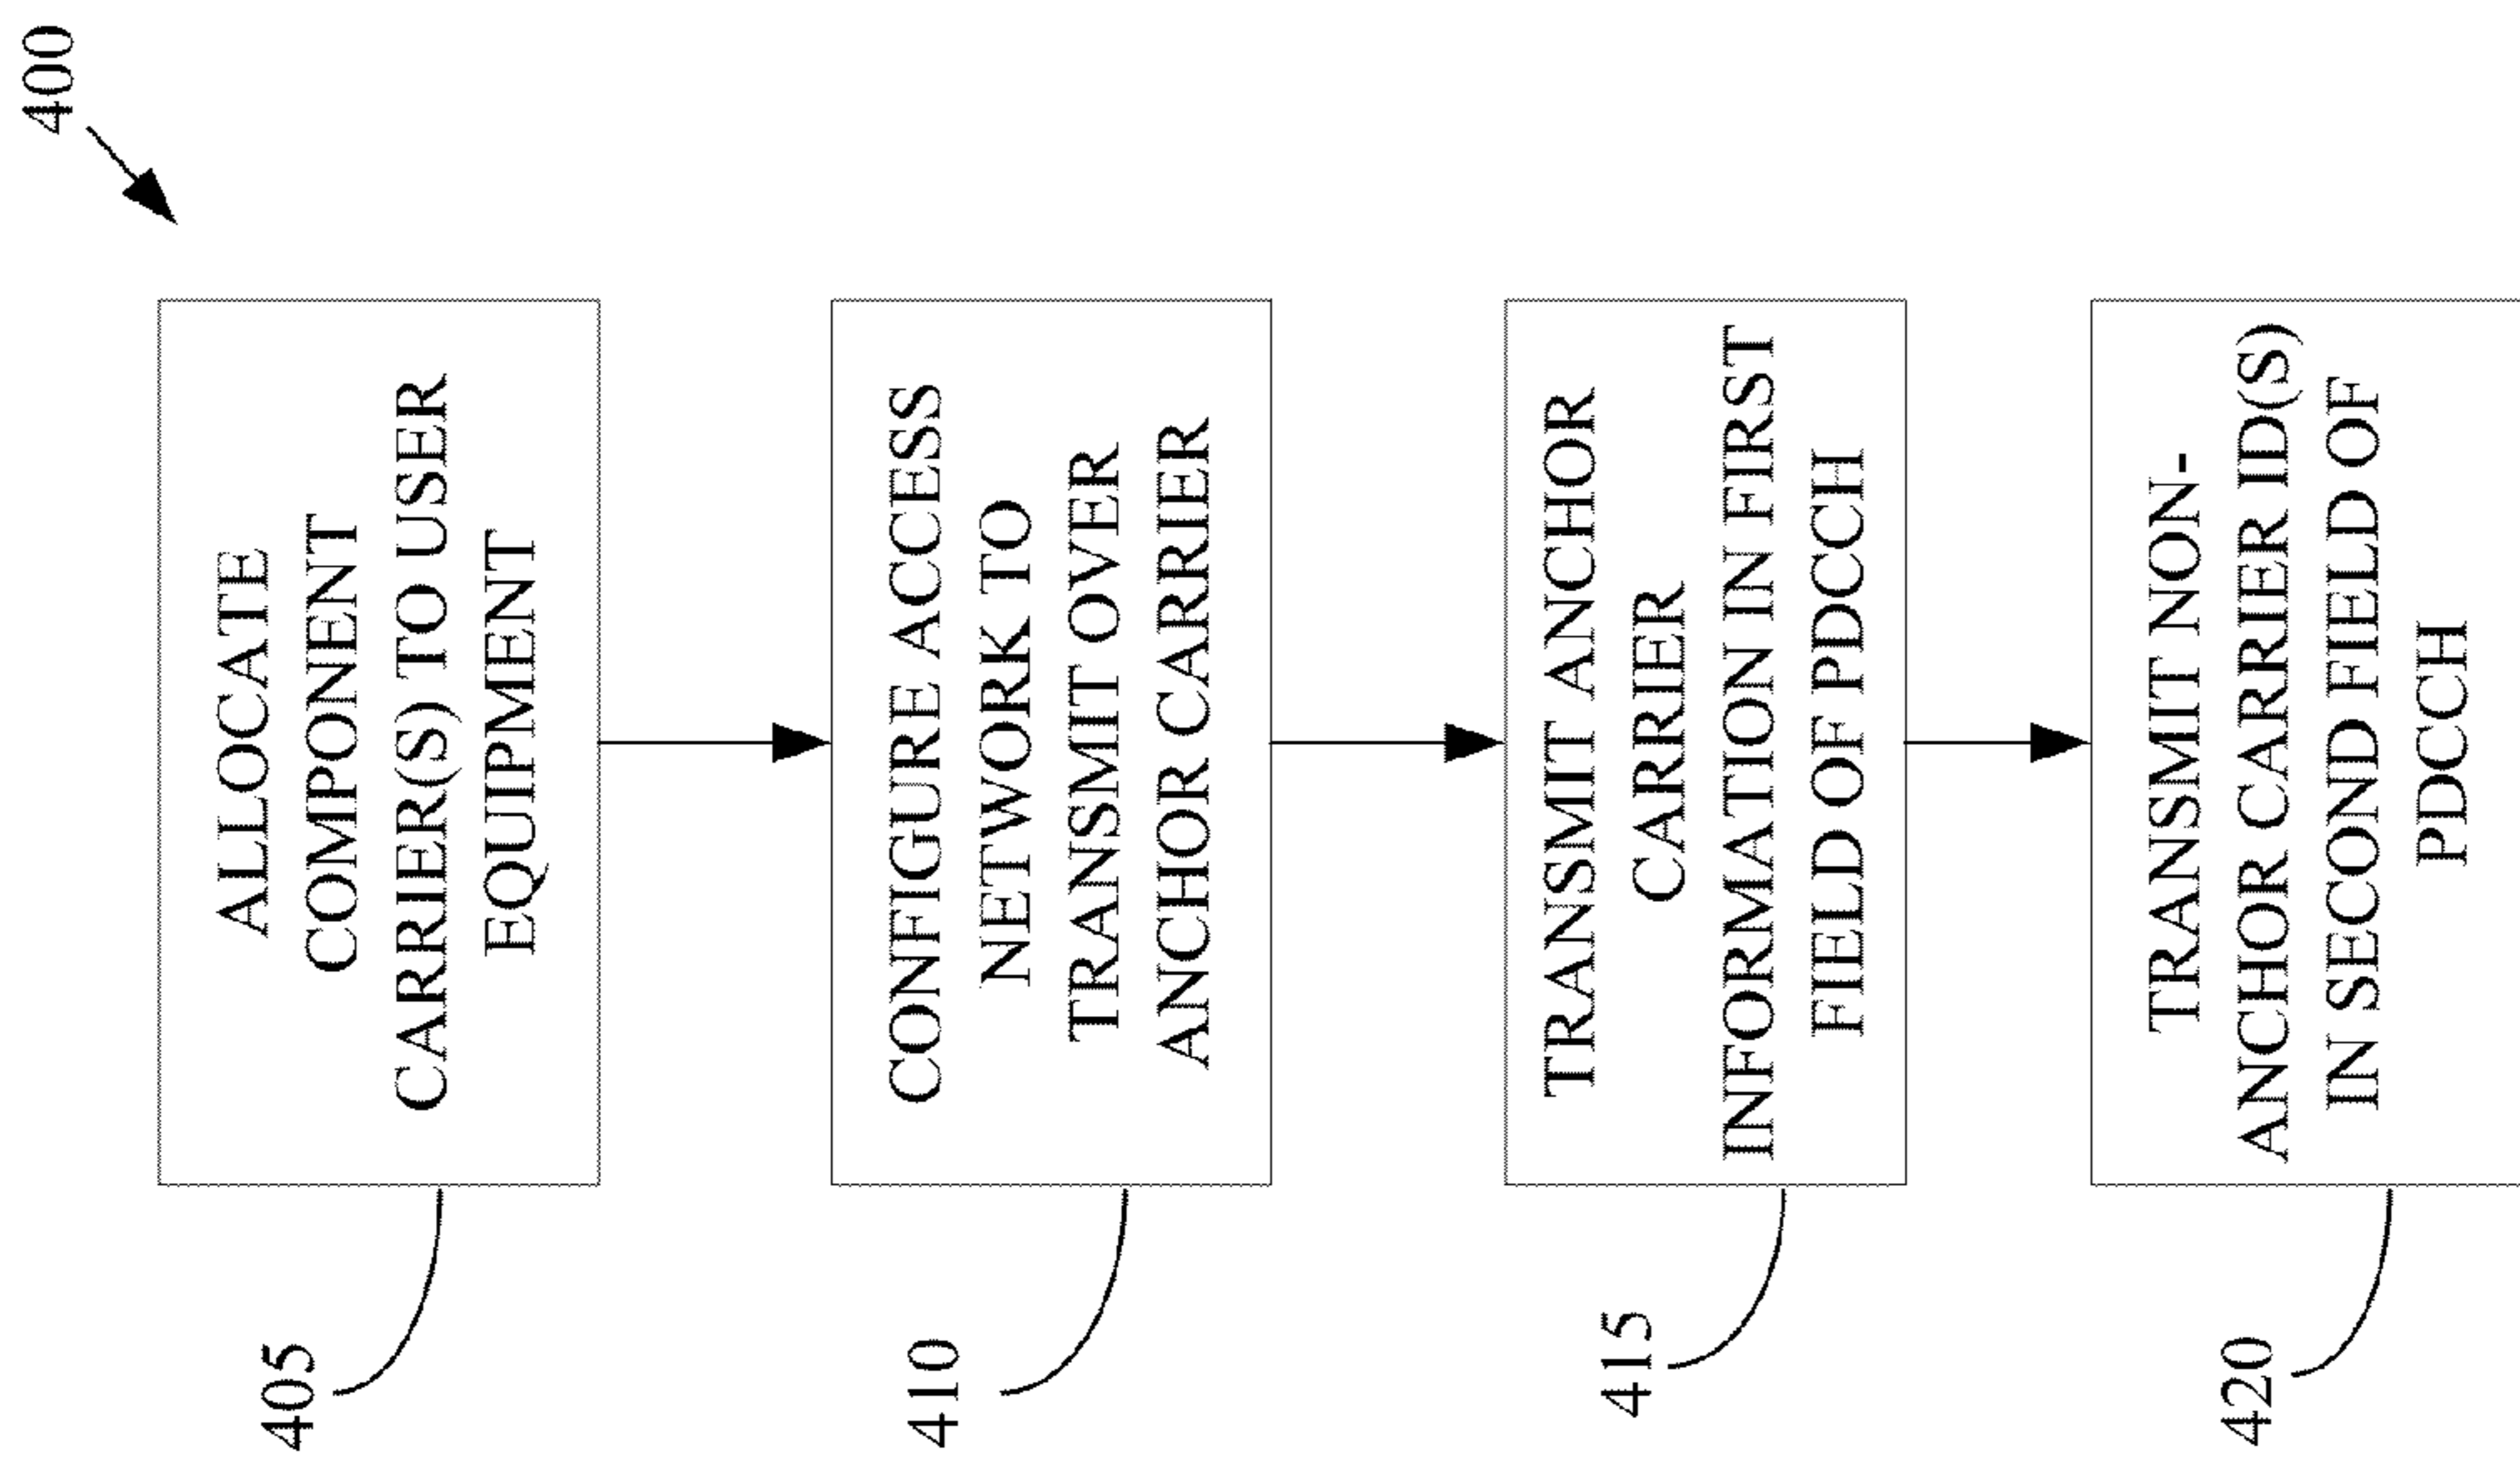 400
405
ALLOCATE
COMPONENT
CARRIER(S) TO USER
EQUIPMENT
410
CONFIGURE ACCESS
NETWORK TO
TRANSMIT OVER
ANCHOR CARRIER
415
TRANSMIT ANCHOR
CARRIER
INFORMATION IN FIRST
FIELD OF PDCCH
420
TRANSMIT NON-
ANCHOR CARRIER ID(S)
IN SECOND FIELD OF
PDCCH